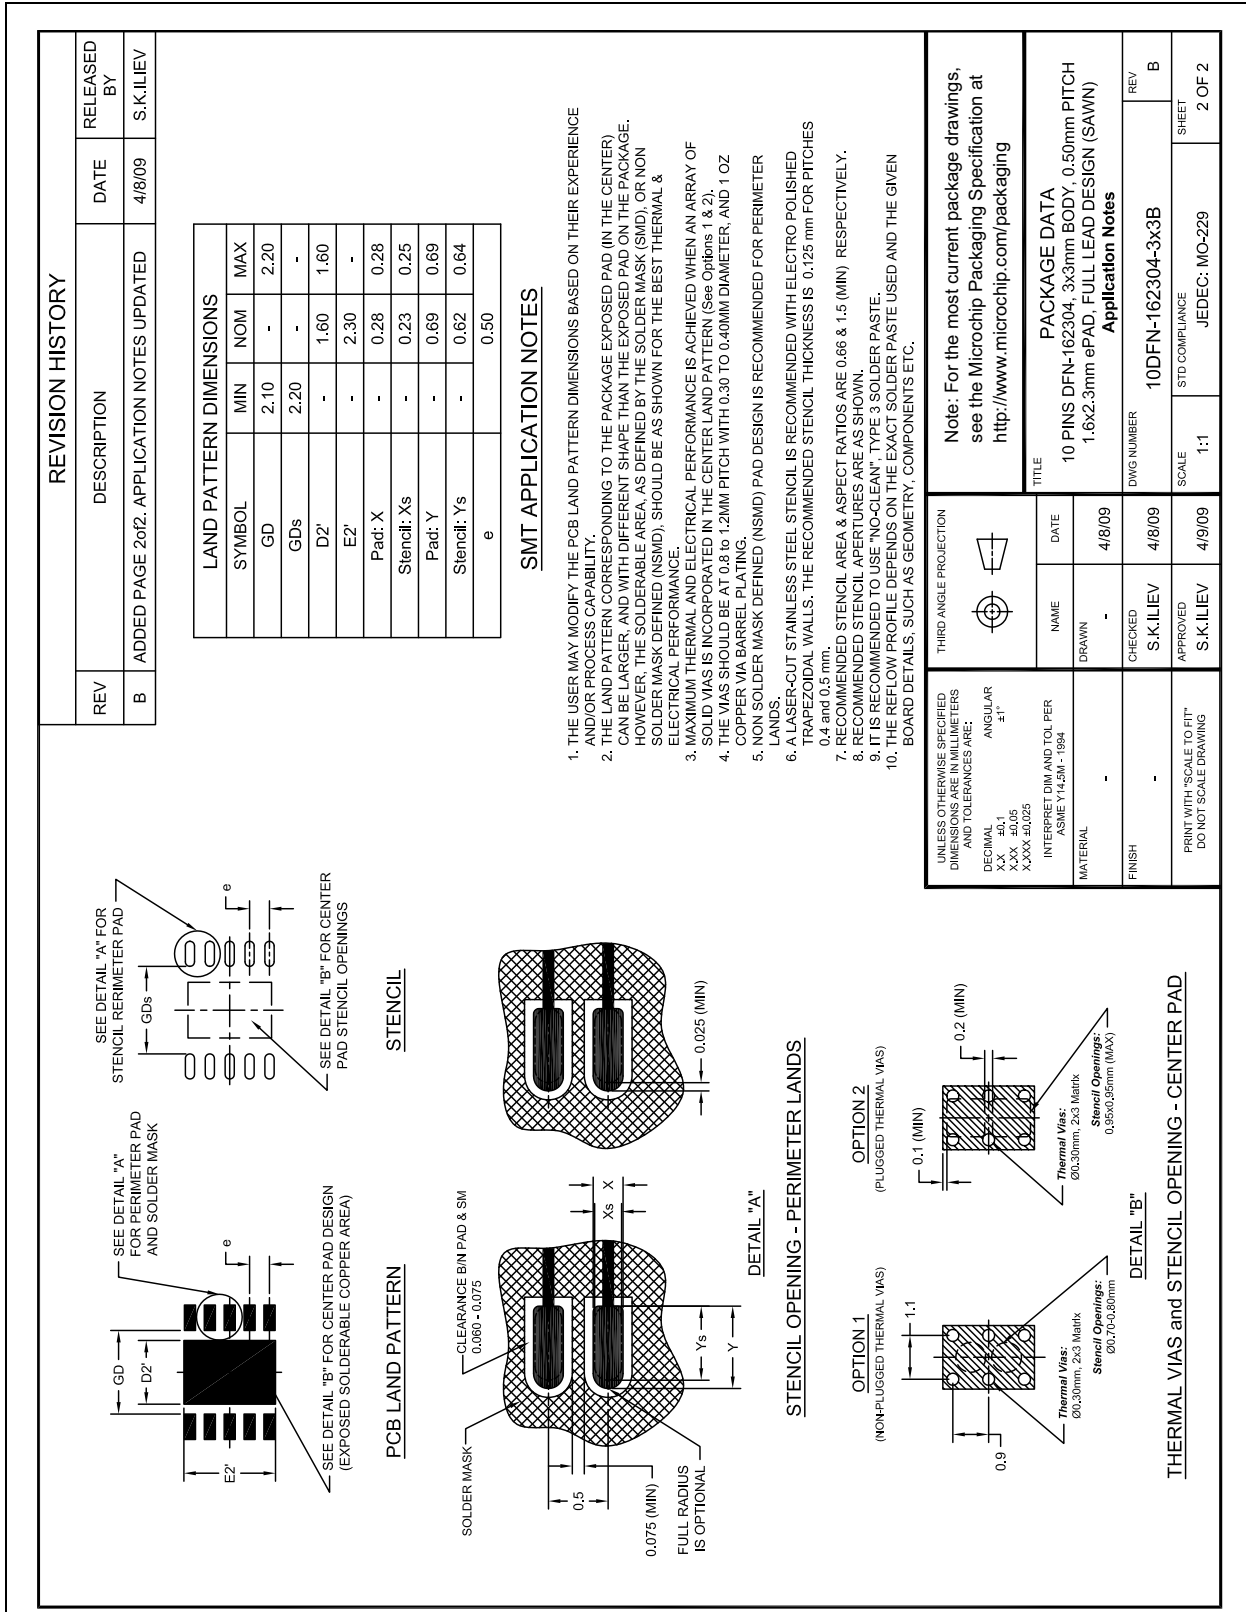 REVISION HISTORY
REV DESCRIPTION DATE RELEASED BY
B ADDED PAGE 2of2, APPLICATION NOTES UPDATED 4/8/09 S.K.ILIEV
SEE DETAIL "A"
FOR PERIMETER PAD
AND SOLDER MASK
GD
D2'
e
E2'
SEE DETAIL "B" FOR CENTER PAD DESIGN
(EXPOSED SOLDERABLE COPPER AREA)
PCB LAND PATTERN
SEE DETAIL "A" FOR
STENCIL RERIMETER PAD
GDs
e
SEE DETAIL "B" FOR CENTER
PAD STENCIL OPENINGS
STENCIL
LAND PATTERN DIMENSIONS
SYMBOL MIN NOM MAX
GD 2.10 - 2.20
GDs 2.20 - -
D2' - 1.60 1.60
E2' - 2.30 -
Pad: X - 0.28 0.28
Stencil: Xs - 0.23 0.25
Pad: Y - 0.69 0.69
Stencil: Ys - 0.62 0.64
e 0.50
SOLDER MASK
CLEARANCE B/N PAD & SM
0.060 - 0.075
0.5
0.075 (MIN)
FULL RADIUS
IS OPTIONAL
Xs
X
Ys
Y
0.025 (MIN)
DETAIL "A"
STENCIL OPENING - PERIMETER LANDS
SMT APPLICATION NOTES
1. THE USER MAY MODIFY THE PCB LAND PATTERN DIMENSIONS BASED ON THEIR EXPERIENCE
AND/OR PROCESS CAPABILITY.
2. THE LAND PATTERN CORRESPONDING TO THE PACKAGE EXPOSED PAD (IN THE CENTER)
CAN BE LARGER, AND WITH DIFFERENT SHAPE THAN THE EXPOSED PAD ON THE PACKAGE.
HOWEVER, THE SOLDERABLE AREA, AS DEFINED BY THE SOLDER MASK (SMD), OR NON
SOLDER MASK DEFINED (NSMD), SHOULD BE AS SHOWN FOR THE BEST THERMAL &
ELECTRICAL PERFORMANCE.
3. MAXIMUM THERMAL AND ELECTRICAL PERFORMANCE IS ACHIEVED WHEN AN ARRAY OF
SOLID VIAS IS INCORPORATED IN THE CENTER LAND PATTERN (See Options 1 & 2).
4. THE VIAS SHOULD BE AT 0.8 to 1.2MM PITCH WITH 0.30 TO 0.40MM DIAMETER, AND 1 OZ
COPPER VIA BARREL PLATING.
5. NON SOLDER MASK DEFINED (NSMD) PAD DESIGN IS RECOMMENDED FOR PERIMETER
LANDS.
6. A LASER-CUT STAINLESS STEEL STENCIL IS RECOMMENDED WITH ELECTRO POLISHED
TRAPEZOIDAL WALLS. THE RECOMMENDED STENCIL THICKNESS IS 0.125 mm FOR PITCHES
0.4 and 0.5 mm.
7. RECOMMENDED STENCIL AREA & ASPECT RATIOS ARE 0.66 & 1.5 (MIN) RESPECTIVELY.
8. RECOMMENDED STENCIL APERTURES ARE AS SHOWN.
9. IT IS RECOMMENDED TO USE "NO-CLEAN", TYPE 3 SOLDER PASTE.
10. THE REFLOW PROFILE DEPENDS ON THE EXACT SOLDER PASTE USED AND THE GIVEN
BOARD DETAILS, SUCH AS GEOMETRY, COMPONENTS ETC.
OPTION 1
(NON-PLUGGED THERMAL VIAS)
1.1
0.9
Thermal Vias:
Ø0.30mm, 2x3 Matrix
Stencil Openings:
Ø0.70-0.80mm
OPTION 2
(PLUGGED THERMAL VIAS)
0.1 (MIN)
0.2 (MIN)
Thermal Vias:
Ø0.30mm, 2x3 Matrix
Stencil Openings:
0.95x0.95mm (MAX)
DETAIL "B"
THERMAL VIAS and STENCIL OPENING - CENTER PAD
UNLESS OTHERWISE SPECIFIED
DIMENSIONS ARE IN MILLIMETERS
AND TOLERANCES ARE:
DECIMAL ANGULAR
X.X ±0.1 ±1°
X.XX ±0.05
X.XXX ±0.025
INTERPRET DIM AND TOL PER
ASME Y14.5M - 1994
MATERIAL
-
FINISH
-
PRINT WITH "SCALE TO FIT"
DO NOT SCALE DRAWING
THIRD ANGLE PROJECTION
NAME DATE
DRAWN
- 4/8/09
CHECKED
S.K.ILIEV 4/8/09
APPROVED
S.K.ILIEV 4/9/09
Note: For the most current package drawings,
see the Microchip Packaging Specification at
http://www.microchip.com/packaging
TITLE
PACKAGE DATA
10 PINS DFN-162304, 3x3mm BODY, 0.50mm PITCH
1.6x2.3mm ePAD, FULL LEAD DESIGN (SAWN)
Application Notes
DWG NUMBER
10DFN-162304-3x3B
REV
B
SCALE
1:1
STD COMPLIANCE
JEDEC: MO-229
SHEET
2 OF 2